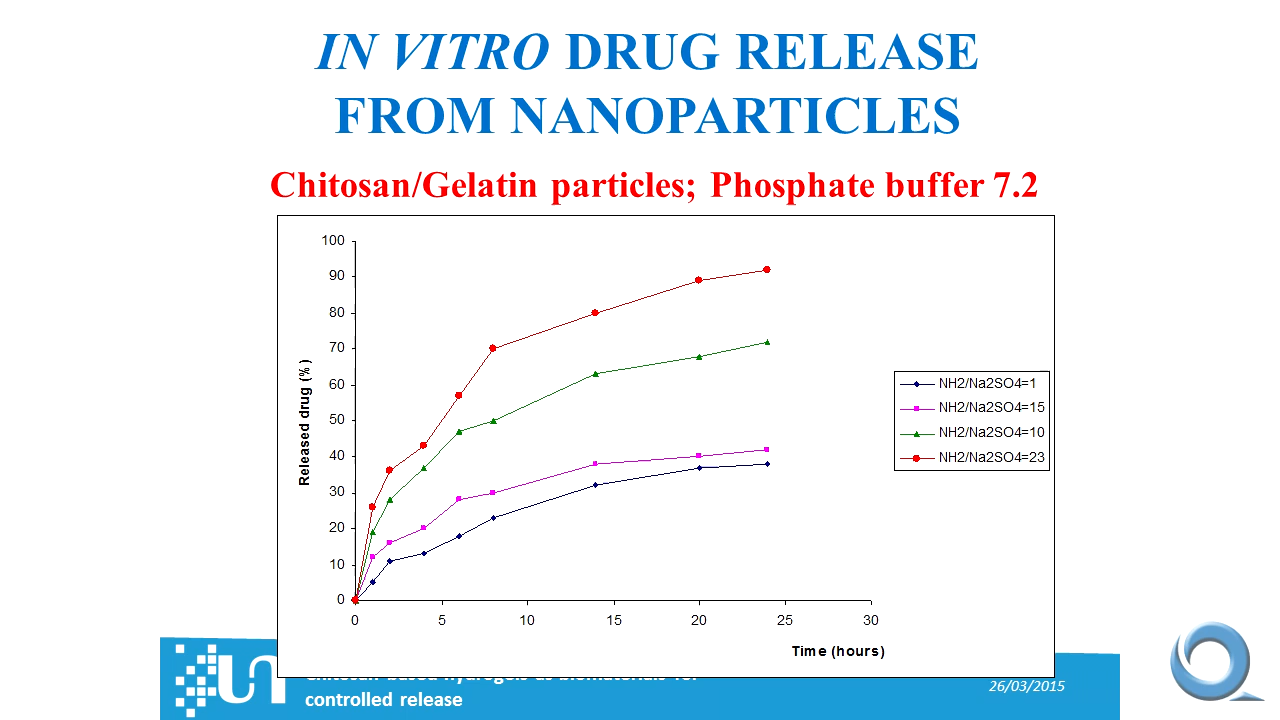 IN VITRO DRUG RELEASE
FROM NANOPARTICLES
Chitosan/Gelatin particles; Phosphate buffer 7.2
100
90
80
70
60
50
40
30
20
10
0
Released drug (%)
0 5 10 15 20 25 30
Time (hours)
NH2/Na2SO4=1
NH2/Na2SO4=15
NH2/Na2SO4=10
NH2/Na2SO4=23
controlled release
26/03/2015